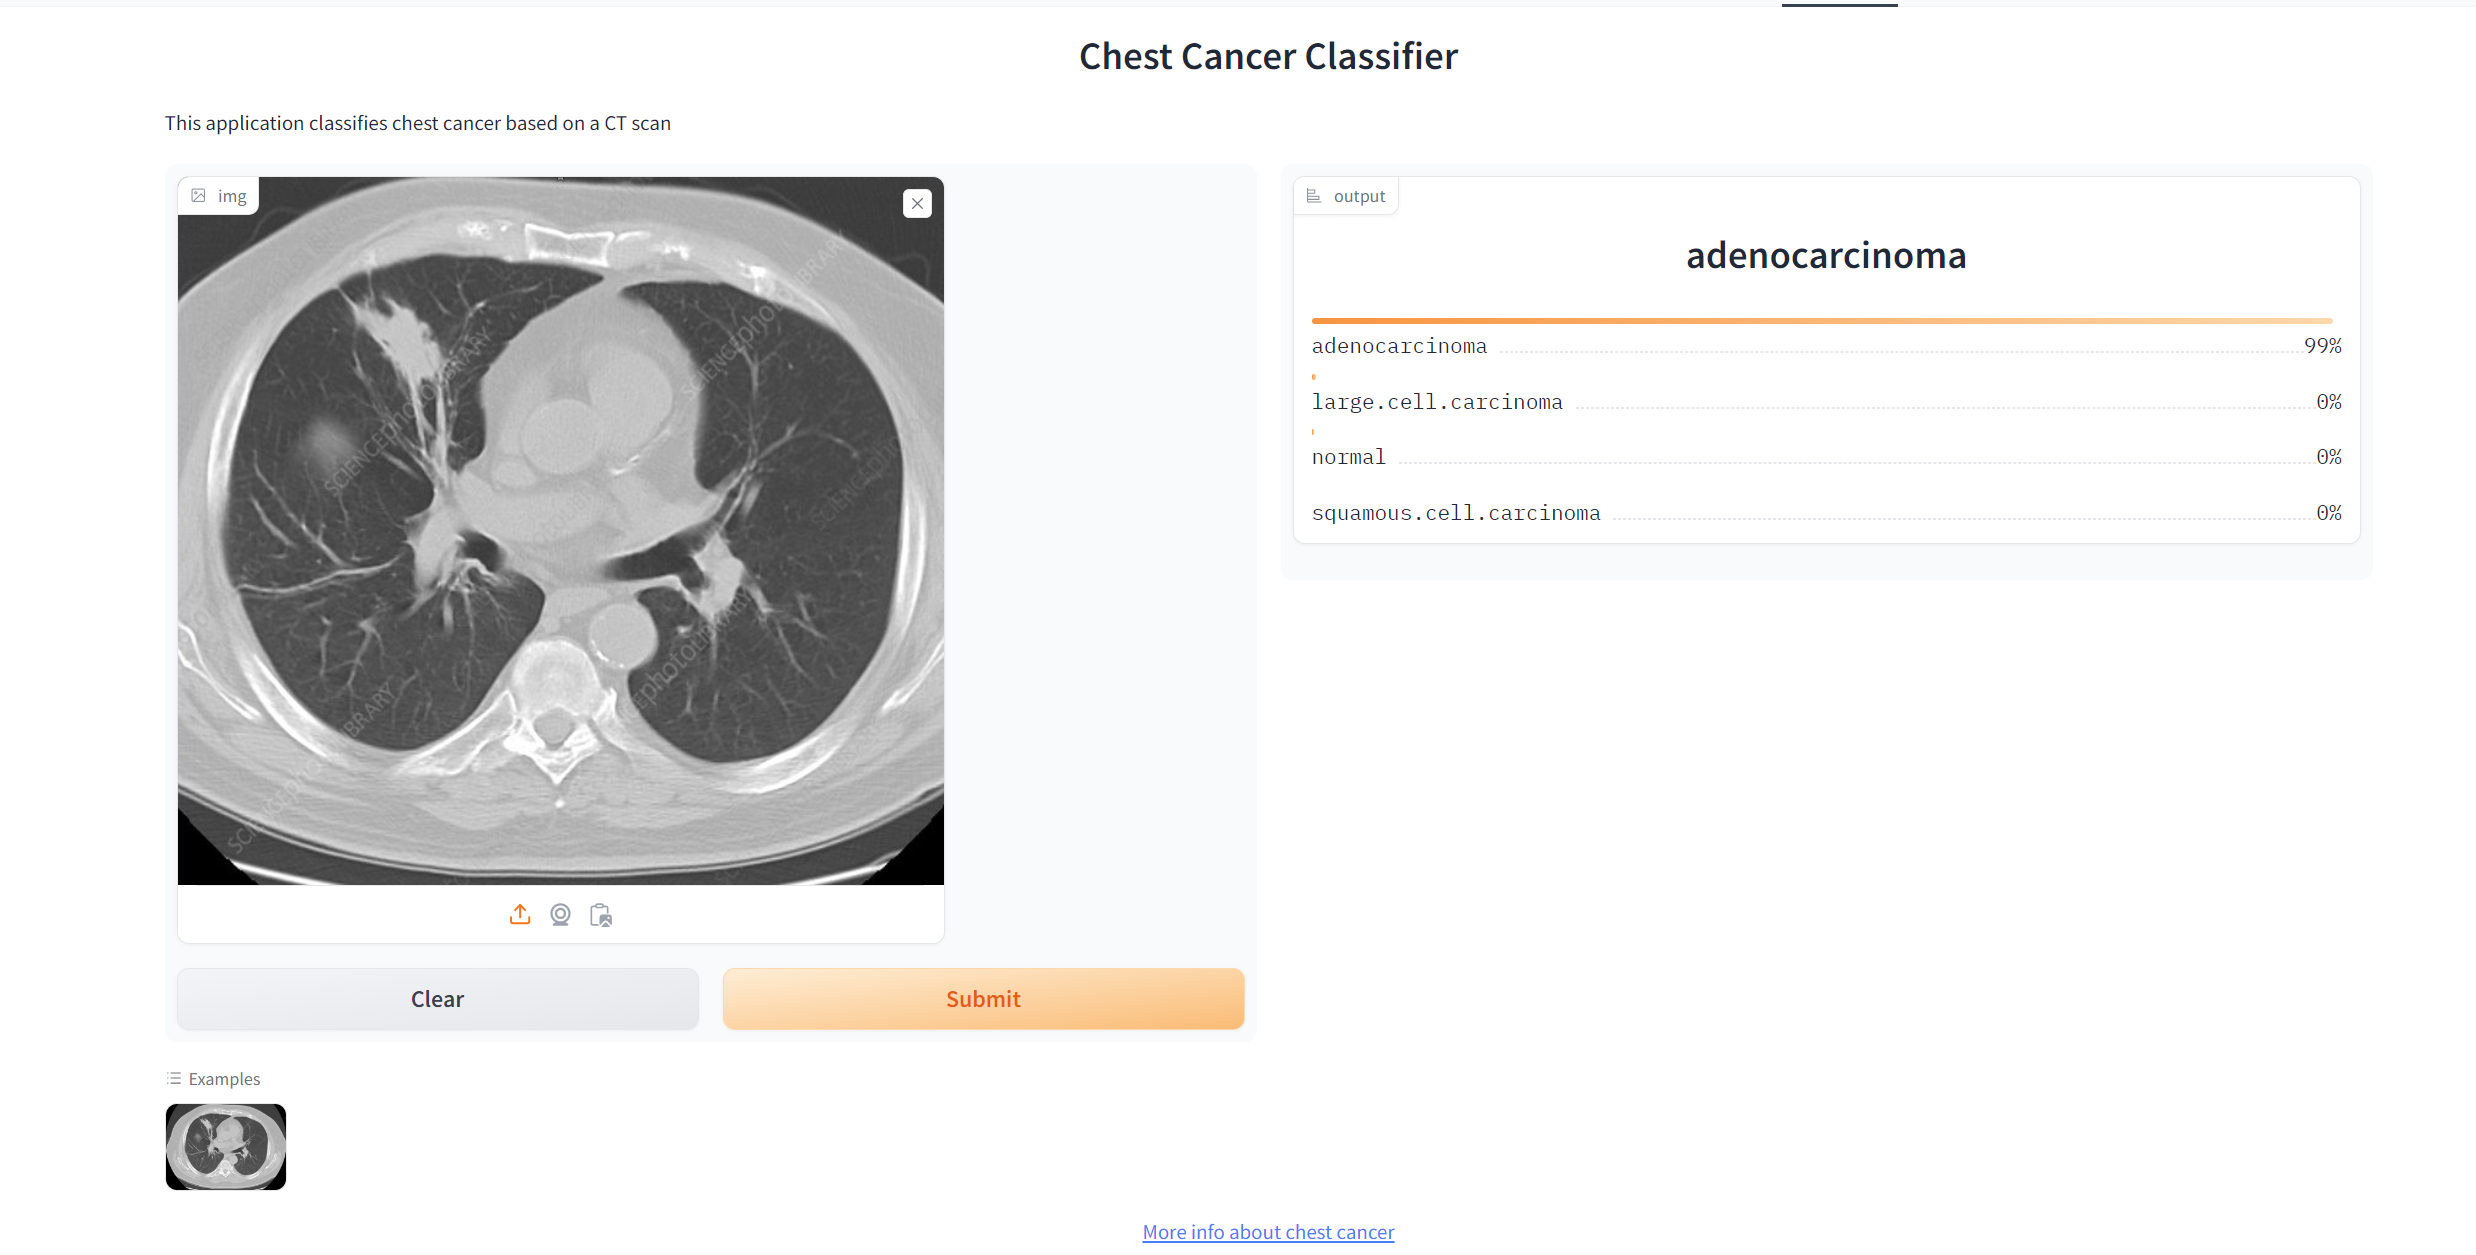 Chest Cancer Classifier
This application classifies chest cancer based on a CT scan
img
SCIENCEphotoLIBRARY
SCIENCEphotoLIBRARY
Clear
Submit
output
adenocarcinoma
adenocarcinoma 99%
large.cell.carcinoma 0%
normal 0%
squamous.cell.carcinoma 0%
Examples
More info about chest cancer